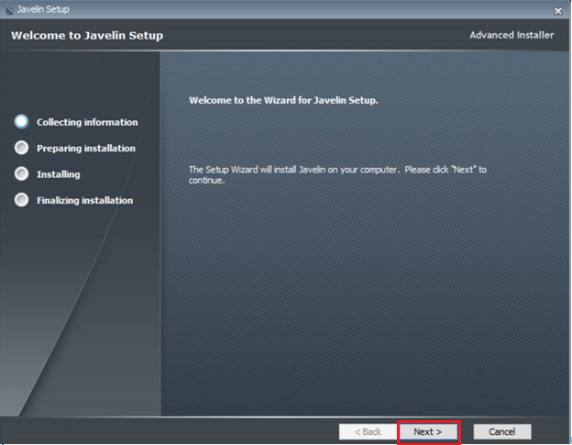 Javelin Setup
Welcome to Javelin Setup
Advanced Installer
Collecting information
Preparing installation
Installing
Finalizing installation
Welcome to the Wizard for Javelin Setup.
The Setup Wizard will install Javelin on your computer. Please click "Next" to
continue.
< Back
Next >
Cancel